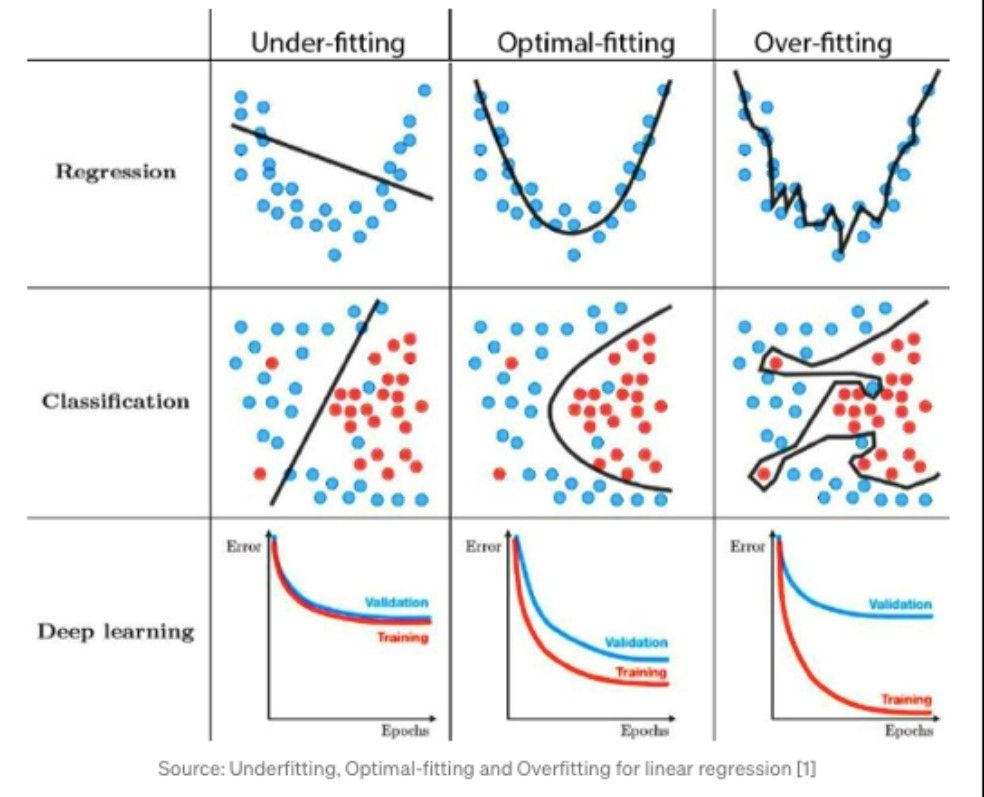 Under-fitting
Optimal-fitting
Over-fitting
Regression
Classification
Deep learning
Error
Validation
Training
Epochs
Error
Validation
Training
Epochs
Error
Validation
Training
Epochs
Source: Underfitting, Optimal-fitting and Overfitting for linear regression [1]